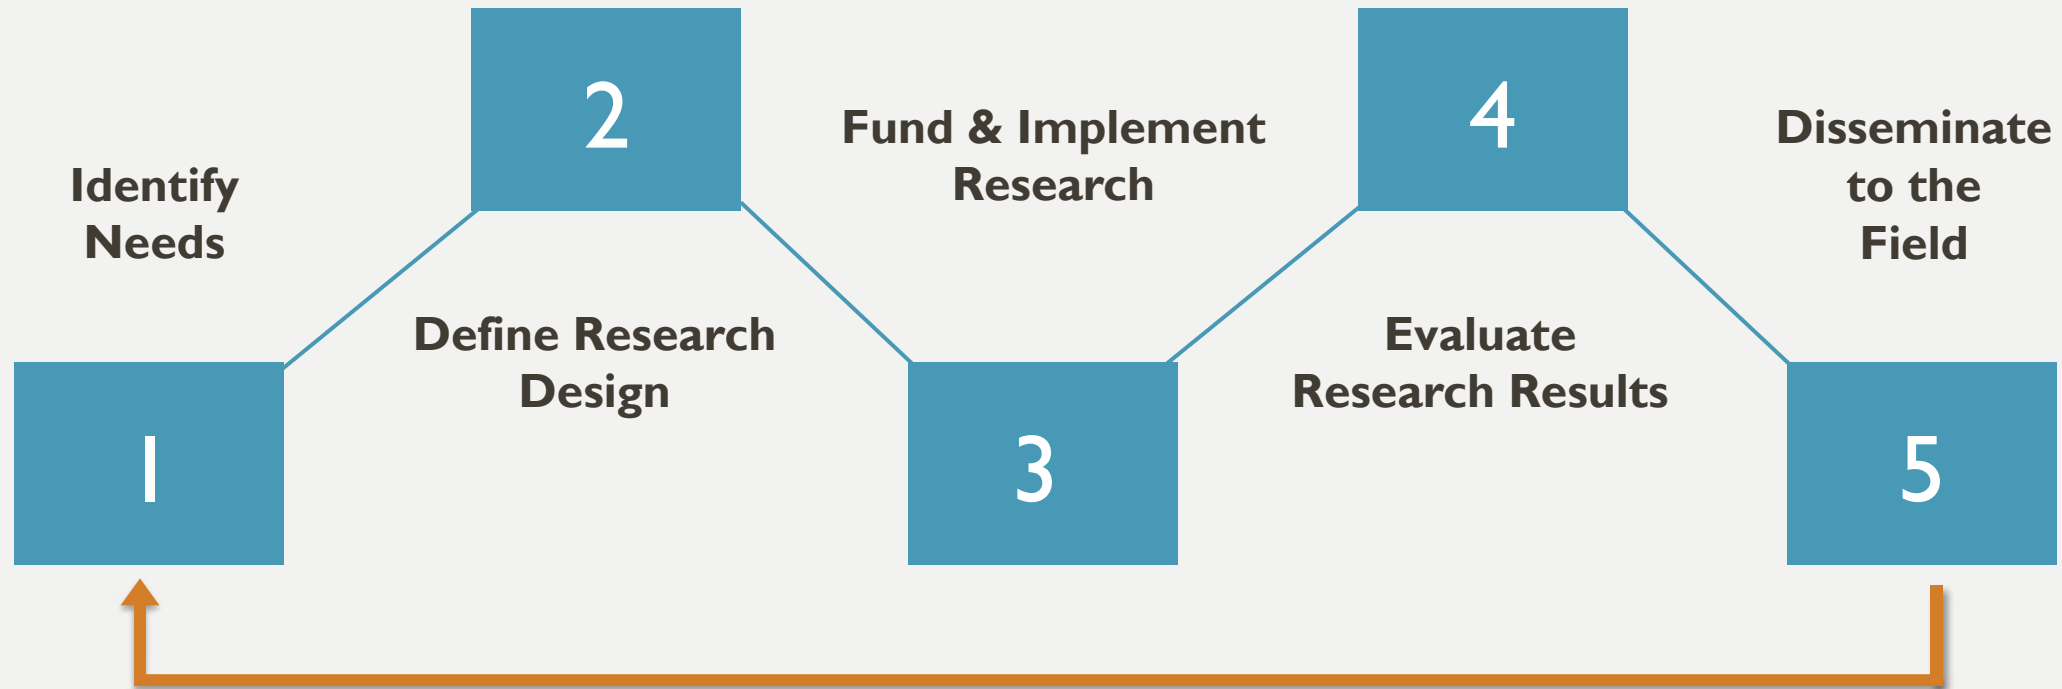 1
Identify
Needs
2
Define Research
Design
3
Fund & Implement
Research
4
Evaluate
Research Results
5
Disseminate
to the
Field